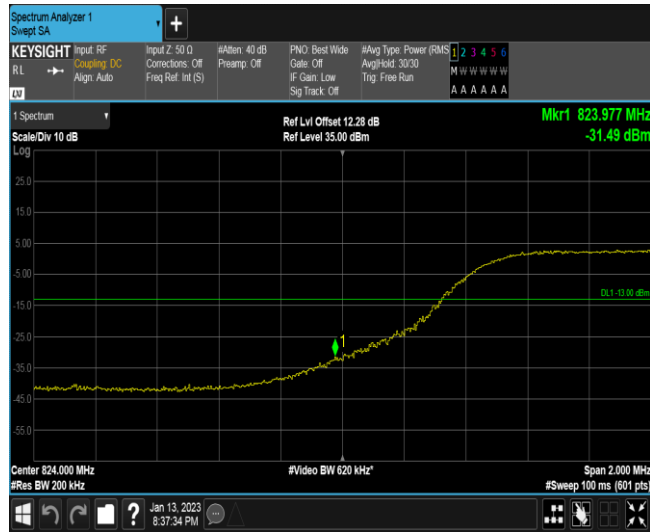 Spectrum Analyzer 1
Swept SA
+
KEYSIGHT
RL
LXI
Input: RF
Coupling: DC
Align: Auto
Input Z: 50 Ω
Corrections: Off
Freq Ref: Int (S)
#Atten: 40 dB
Preamp: Off
PNO: Best Wide
Gate: Off
IF Gain: Low
Sig Track: Off
#Avg Type: Power (RMS
Avg|Hold: 30/30
Trig: Free Run
1 2 3 4 5 6
M W W W W W
A A A A A A
1 Spectrum
Scale/Div 10 dB
Log
Ref Lvl Offset 12.28 dB
Ref Level 35.00 dBm
Mkr1 823.977 MHz
-31.49 dBm
25.0
15.0
5.00
-5.00
-15.0
-25.0
-35.0
-45.0
-55.0
DL1 -13.00 dBm
1
Center 824.000 MHz
#Res BW 200 kHz
#Video BW 620 kHz*
Span 2.000 MHz
#Sweep 100 ms (601 pts)
?
Jan 13, 2023
8:37:34 PM